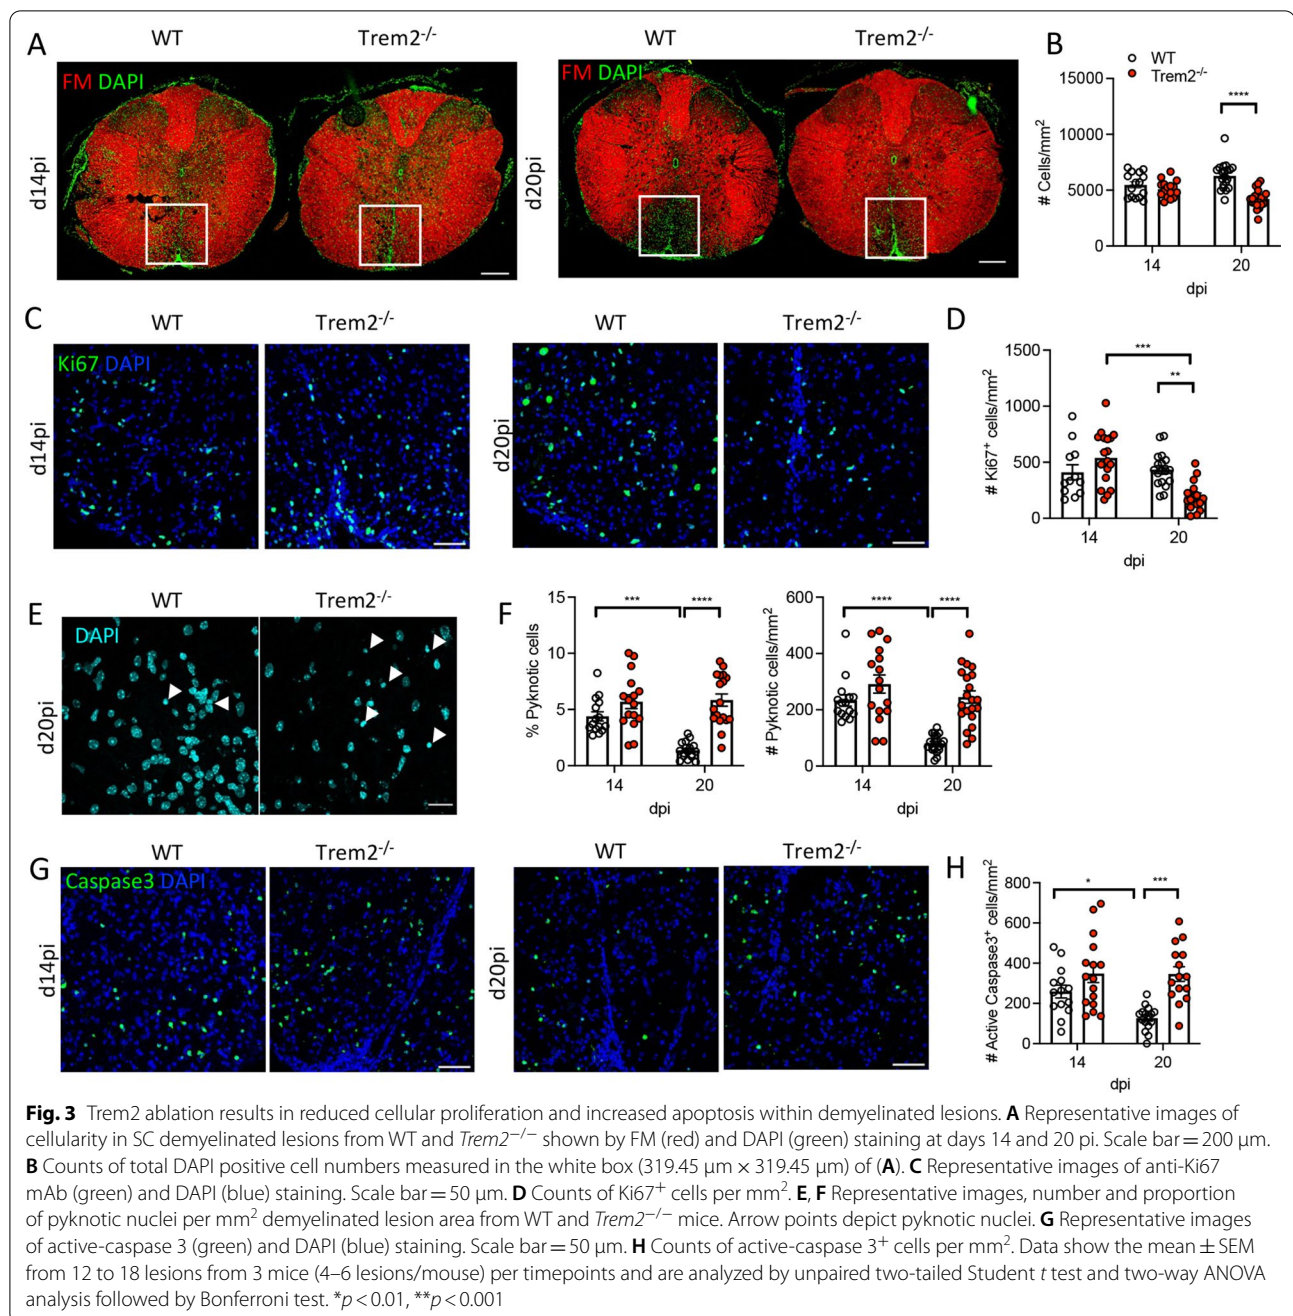 A
WT
Trem2-/-
WT
Trem2-/-
FM DAPI
FM DAPI
d14pi
d20pi
B
WT
Trem2-/-
15000
10000
5000
0
# Cells/mm2
****
14
20
dpi
C
WT
Trem2-/-
WT
Trem2-/-
Ki67 DAPI
d14pi
d20pi
D
1500
1000
500
0
# Ki67+ cells/mm2
***
**
14
20
dpi
E
WT
Trem2-/-
DAPI
d20pi
F
15
10
5
0
% Pyknotic cells
***
****
14
20
dpi
600
400
200
0
# Pyknotic cells/mm2
****
****
14
20
dpi
G
WT
Trem2-/-
WT
Trem2-/-
Caspase3 DAPI
d14pi
d20pi
H
800
600
400
200
0
# Active Caspase3+ cells/mm2
*
***
14
20
dpi
Fig. 3 Trem2 ablation results in reduced cellular proliferation and increased apoptosis within demyelinated lesions. A Representative images of
cellularity in SC demyelinated lesions from WT and Trem2−/− shown by FM (red) and DAPI (green) staining at days 14 and 20 pi. Scale bar = 200 µm.
B Counts of total DAPI positive cell numbers measured in the white box (319.45 µm × 319.45 µm) of (A). C Representative images of anti-Ki67
mAb (green) and DAPI (blue) staining. Scale bar = 50 µm. D Counts of Ki67+ cells per mm2. E, F Representative images, number and proportion
of pyknotic nuclei per mm2 demyelinated lesion area from WT and Trem2−/− mice. Arrow points depict pyknotic nuclei. G Representative images
of active-caspase 3 (green) and DAPI (blue) staining. Scale bar = 50 µm. H Counts of active-caspase 3+ cells per mm2. Data show the mean ± SEM
from 12 to 18 lesions from 3 mice (4–6 lesions/mouse) per timepoints and are analyzed by unpaired two-tailed Student t test and two-way ANOVA
analysis followed by Bonferroni test. *p < 0.01, **p < 0.001